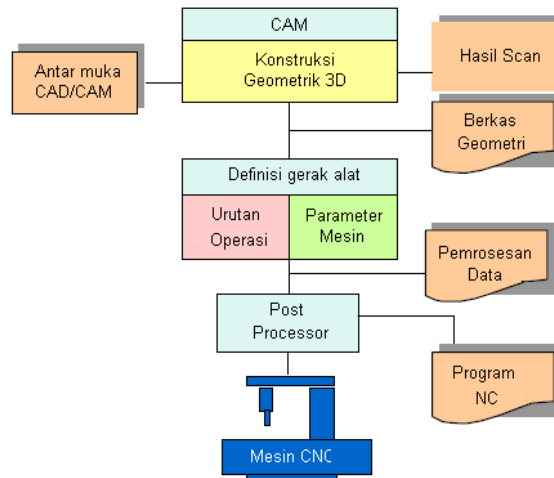 CAM
Konstruksi
Geometrik 3D
Antar muka
CAD/CAM
Hasil Scan
Berkas
Geometri
Definisi gerak alat
Urutan
Operasi
Parameter
Mesin
Pemrosesan
Data
Post
Processor
Program
NC
Mesin CNC